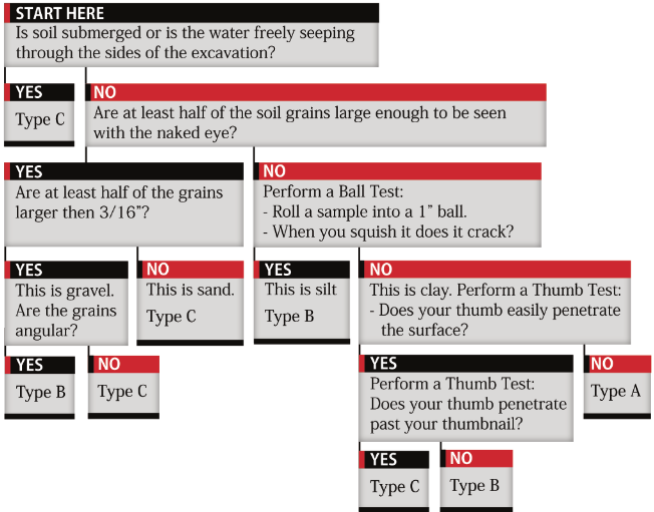 START HERE
Is soil submerged or is the water freely seeping
through the sides of the excavation?
YES
Type C
NO
Are at least half of the soil grains large enough to be seen
with the naked eye?
YES
Are at least half of the grains
larger then 3/16"?
NO
Perform a Ball Test:
- Roll a sample into a 1" ball.
- When you squish it does it crack?
YES
This is gravel.
Are the grains
angular?
NO
This is sand.
Type C
YES
This is silt
Type B
NO
This is clay. Perform a Thumb Test:
- Does your thumb easily penetrate
the surface?
YES
Type B
NO
Type C
YES
Perform a Thumb Test:
Does your thumb penetrate
past your thumbnail?
NO
Type A
YES
Type C
NO
Type B